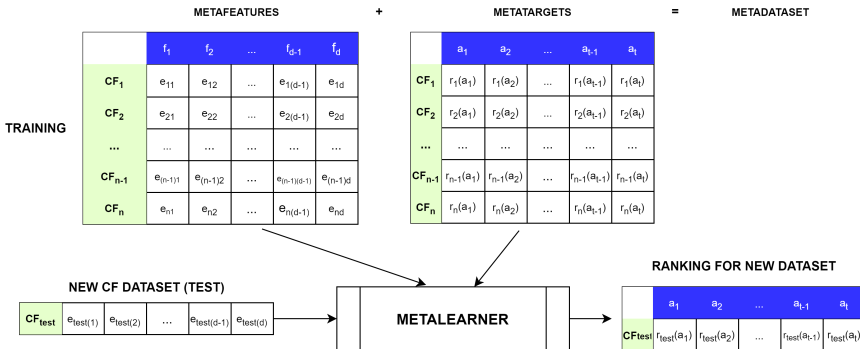 METAFEATURES + METATARGETS = METADATASET
TRAINING
f1 f2 ... fd-1 fd
CF1 e11 e12 ... e1(d-1) e1d
CF2 e21 e22 ... e2(d-1) e2d
... ... ... ... ... ...
CFn-1 e(n-1)1 e(n-1)2 ... e(n-1)(d-1) e(n-1)d
CFn en1 en2 ... en(d-1) end
a1 a2 ... at-1 at
CF1 r1(a1) r1(a2) ... r1(at-1) r1(at)
CF2 r2(a1) r2(a2) ... r2(at-1) r2(at)
... ... ... ... ... ...
CFn-1 rn-1(a1) rn-1(a2) ... rn-1(at-1) rn-1(at)
CFn rn(a1) rn(a2) ... rn(at-1) rn(at)
NEW CF DATASET (TEST)
CFtest etest(1) etest(2) ... etest(d-1) etest(d)
METALEARNER
RANKING FOR NEW DATASET
a1 a2 ... at-1 at
CFtest rtest(a1) rtest(a2) ... rtest(at-1) rtest(at)